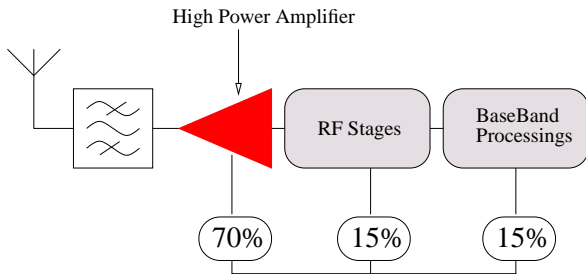 High Power Amplifier
RF Stages
BaseBand
Processings
70%
15%
15%